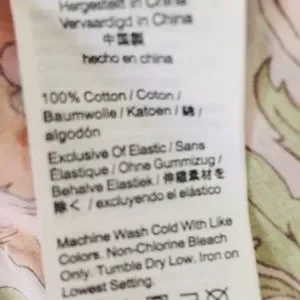 Hergestellt in China
Vervaardigd in China
中国製
hecho en china
100% Cotton / Coton /
Baumwolle / Katoen / 綿 /
algodón
Exclusive Of Elastic / Sans
Élastique / Ohne Gummizug /
Behalve Elastiek / 伸縮素材を
除く / excluyendo el elástico
Machine Wash Cold With Like
Colors. Non-Chlorine Bleach
Only. Tumble Dry Low. Iron on
Lowest Setting.